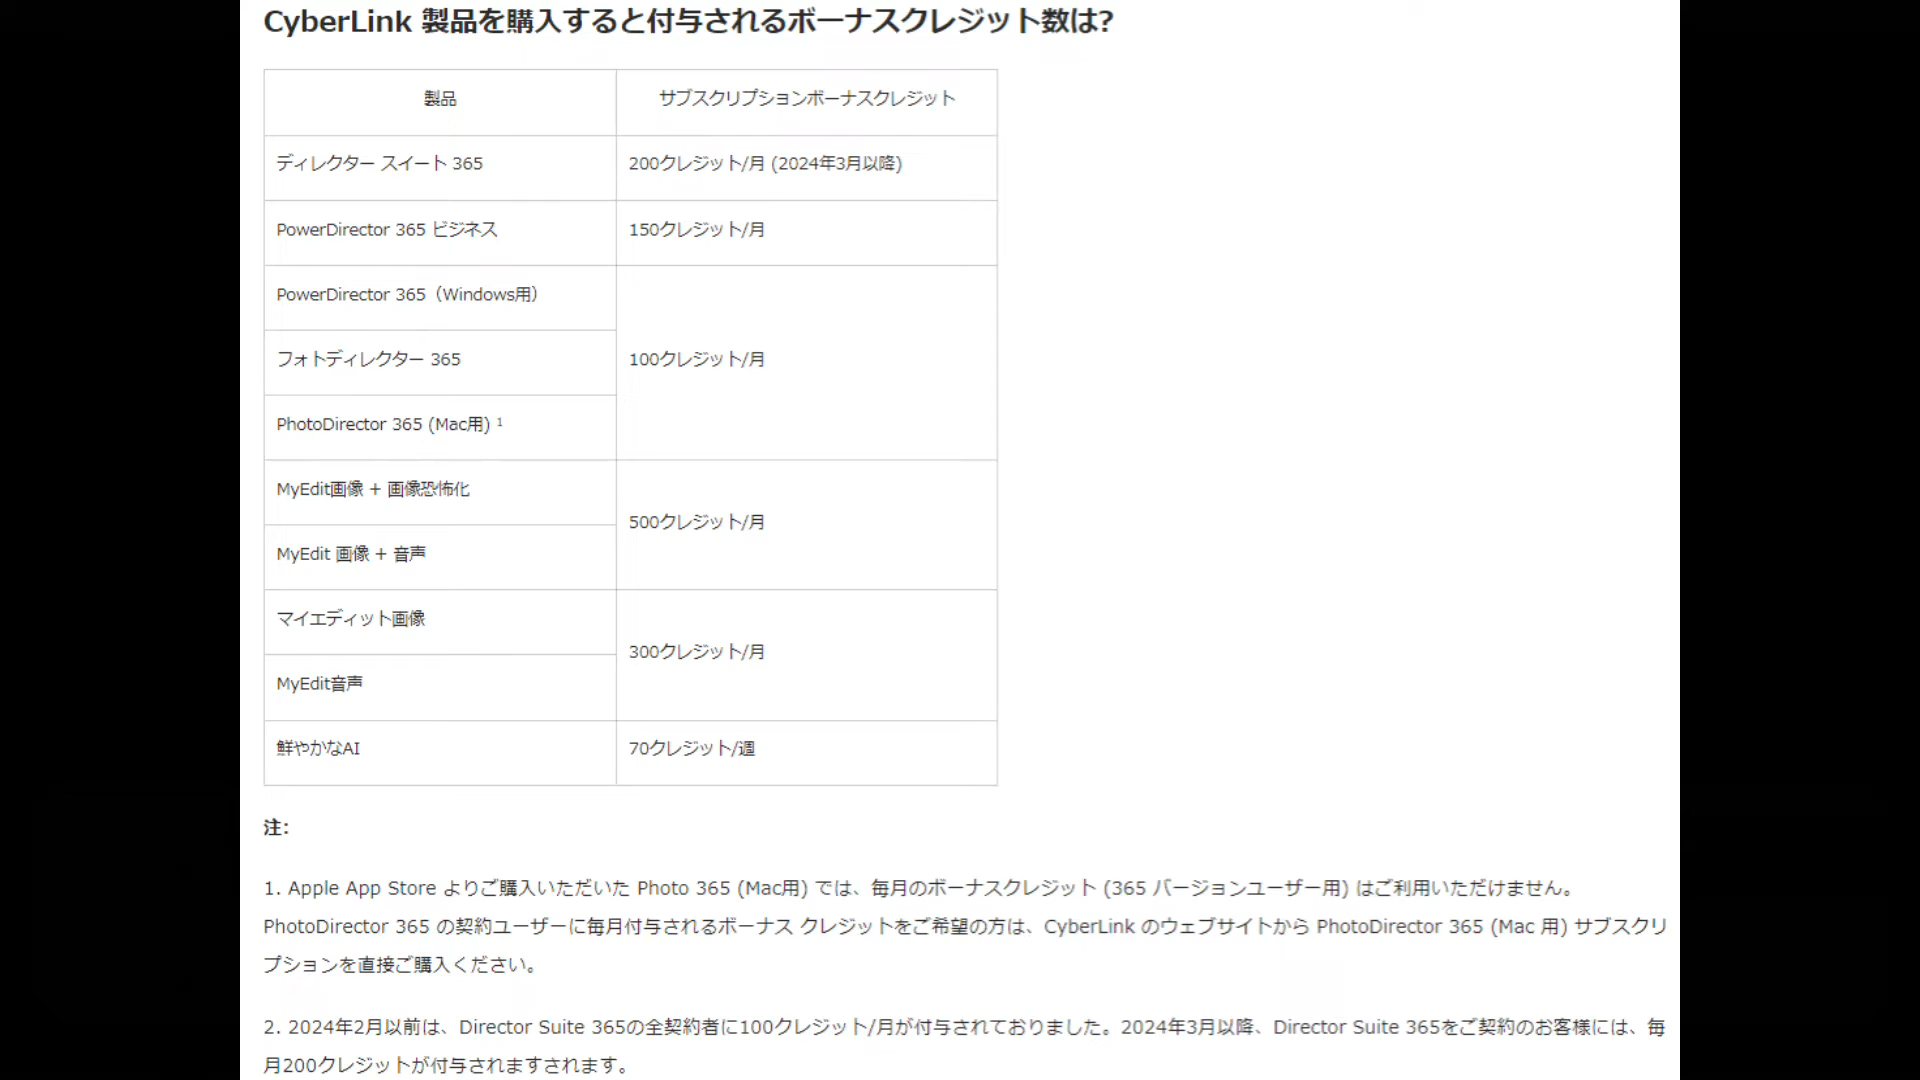 CyberLink 製品を購入すると付与されるボーナスクレジット数は?
製品
サブスクリプションボーナスクレジット
ディレクター スイート 365
200クレジット/月 (2024年3月以降)
PowerDirector 365 ビジネス
150クレジット/月
PowerDirector 365（Windows用）
フォトディレクター 365
100クレジット/月
PhotoDirector 365 (Mac用) ¹
MyEdit画像 + 画像恐怖化
500クレジット/月
MyEdit 画像 + 音声
マイエディット画像
300クレジット/月
MyEdit音声
鮮やかなAI
70クレジット/週
注:
1. Apple App Store よりご購入いただいた Photo 365 (Mac用) では、毎月のボーナスクレジット (365 バージョンユーザー用) はご利用いただけません。
PhotoDirector 365 の契約ユーザーに毎月付与されるボーナス クレジットをご希望の方は、CyberLink のウェブサイトから PhotoDirector 365 (Mac 用) サブスクリ
プションを直接ご購入ください。
2. 2024年2月以前は、Director Suite 365の全契約者に100クレジット/月が付与されておりました。2024年3月以降、Director Suite 365をご契約のお客様には、毎
月200クレジットが付与されますされます。